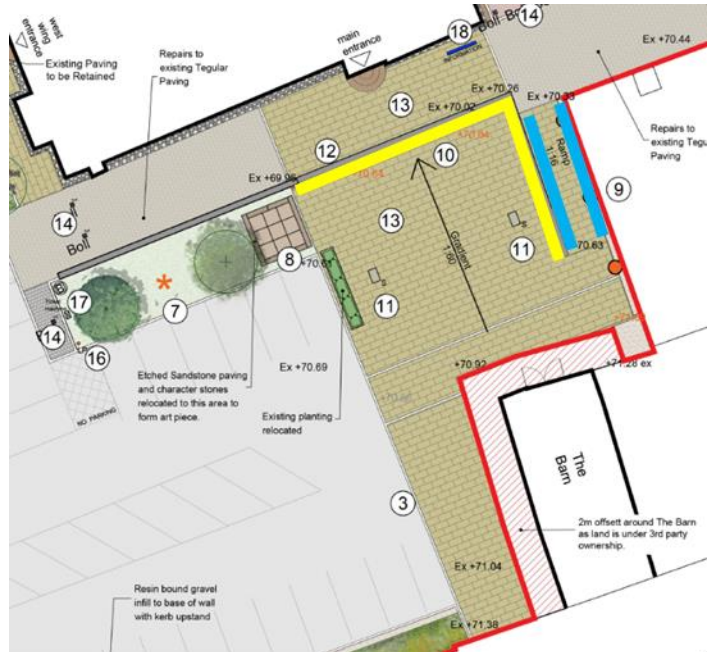 west
wing
entrance
Existing Paving
to be Retained
Repairs to
existing Tegular
Paving
main
entrance
18
INFORMATION
Boll
14
Ex +70.44
Ex +70.26
Ex +70.33
Ex +70.02
13
12
10
Ramp
1:16
Repairs to
existing Tegu
Paving
9
14
Boll
13
Gradient
1:60
11
70.63
8
11
17
7
14
16
NO PARKING
Etched Sandstone paving
and character stones
relocated to this area to
form art piece.
Ex +70.69
Existing planting
relocated
+70.92
+71.28 ex
The
Barn
3
2m offsett around The Barn
as land is under 3rd party
ownership.
Ex +71.04
Resin bound gravel
infill to base of wall
with kerb upstand
Ex +71.38